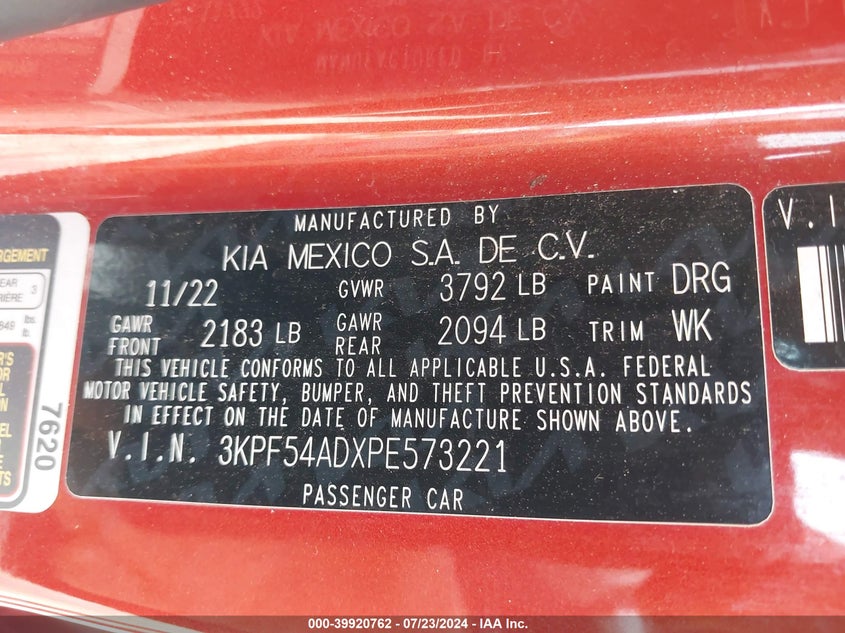 MANUFACTURED BY
KIA MEXICO S.A. DE C.V.
11/22 GVWR 3792 LB PAINT DRG
GAWR FRONT 2183 LB GAWR REAR 2094 LB TRIM WK
THIS VEHICLE CONFORMS TO ALL APPLICABLE U.S.A. FEDERAL
MOTOR VEHICLE SAFETY, BUMPER, AND THEFT PREVENTION STANDARDS
IN EFFECT ON THE DATE OF MANUFACTURE SHOWN ABOVE.
V.I.N. 3KPF54ADXPE573221
PASSENGER CAR
V.I
7620
000-39920762 - 07/23/2024 - IAA Inc.